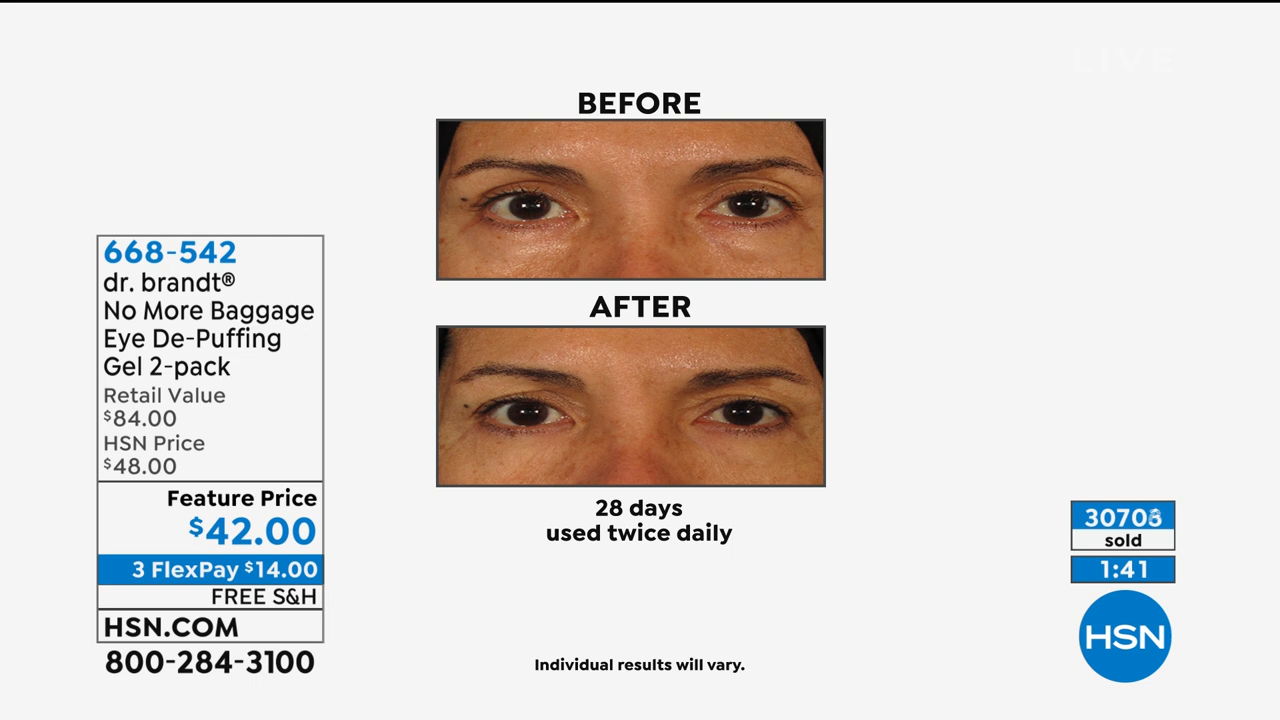 LIVE
BEFORE
AFTER
28 days
used twice daily
668-542
dr. brandt®
No More Baggage
Eye De-Puffing
Gel 2-pack
Retail Value
$84.00
HSN Price
$48.00
Feature Price
$42.00
3 FlexPay $14.00
FREE S&H
HSN.COM
800-284-3100
sold
1:41
HSN
Individual results will vary.